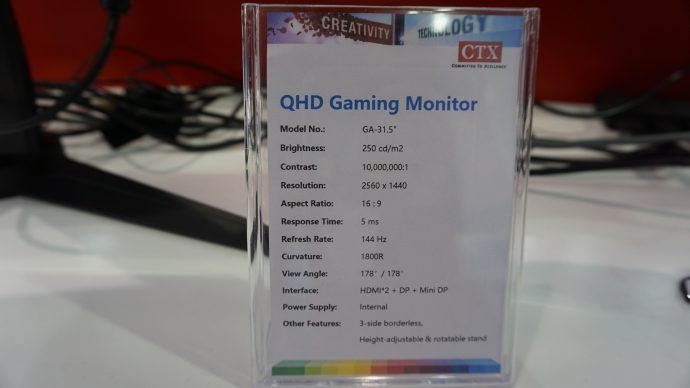 CREATIVITY
TECHNOLOGY
CTX
COMMITTED TO EXCELLENCE
QHD Gaming Monitor
Model No.: GA-31.5"
Brightness: 250 cd/m2
Contrast: 10,000,000:1
Resolution: 2560 x 1440
Aspect Ratio: 16 : 9
Response Time: 5 ms
Refresh Rate: 144 Hz
Curvature: 1800R
View Angle: 178° / 178°
Interface: HDMI*2 + DP + Mini DP
Power Supply: Internal
Other Features: 3-side borderless,
Height-adjustable & rotatable stand